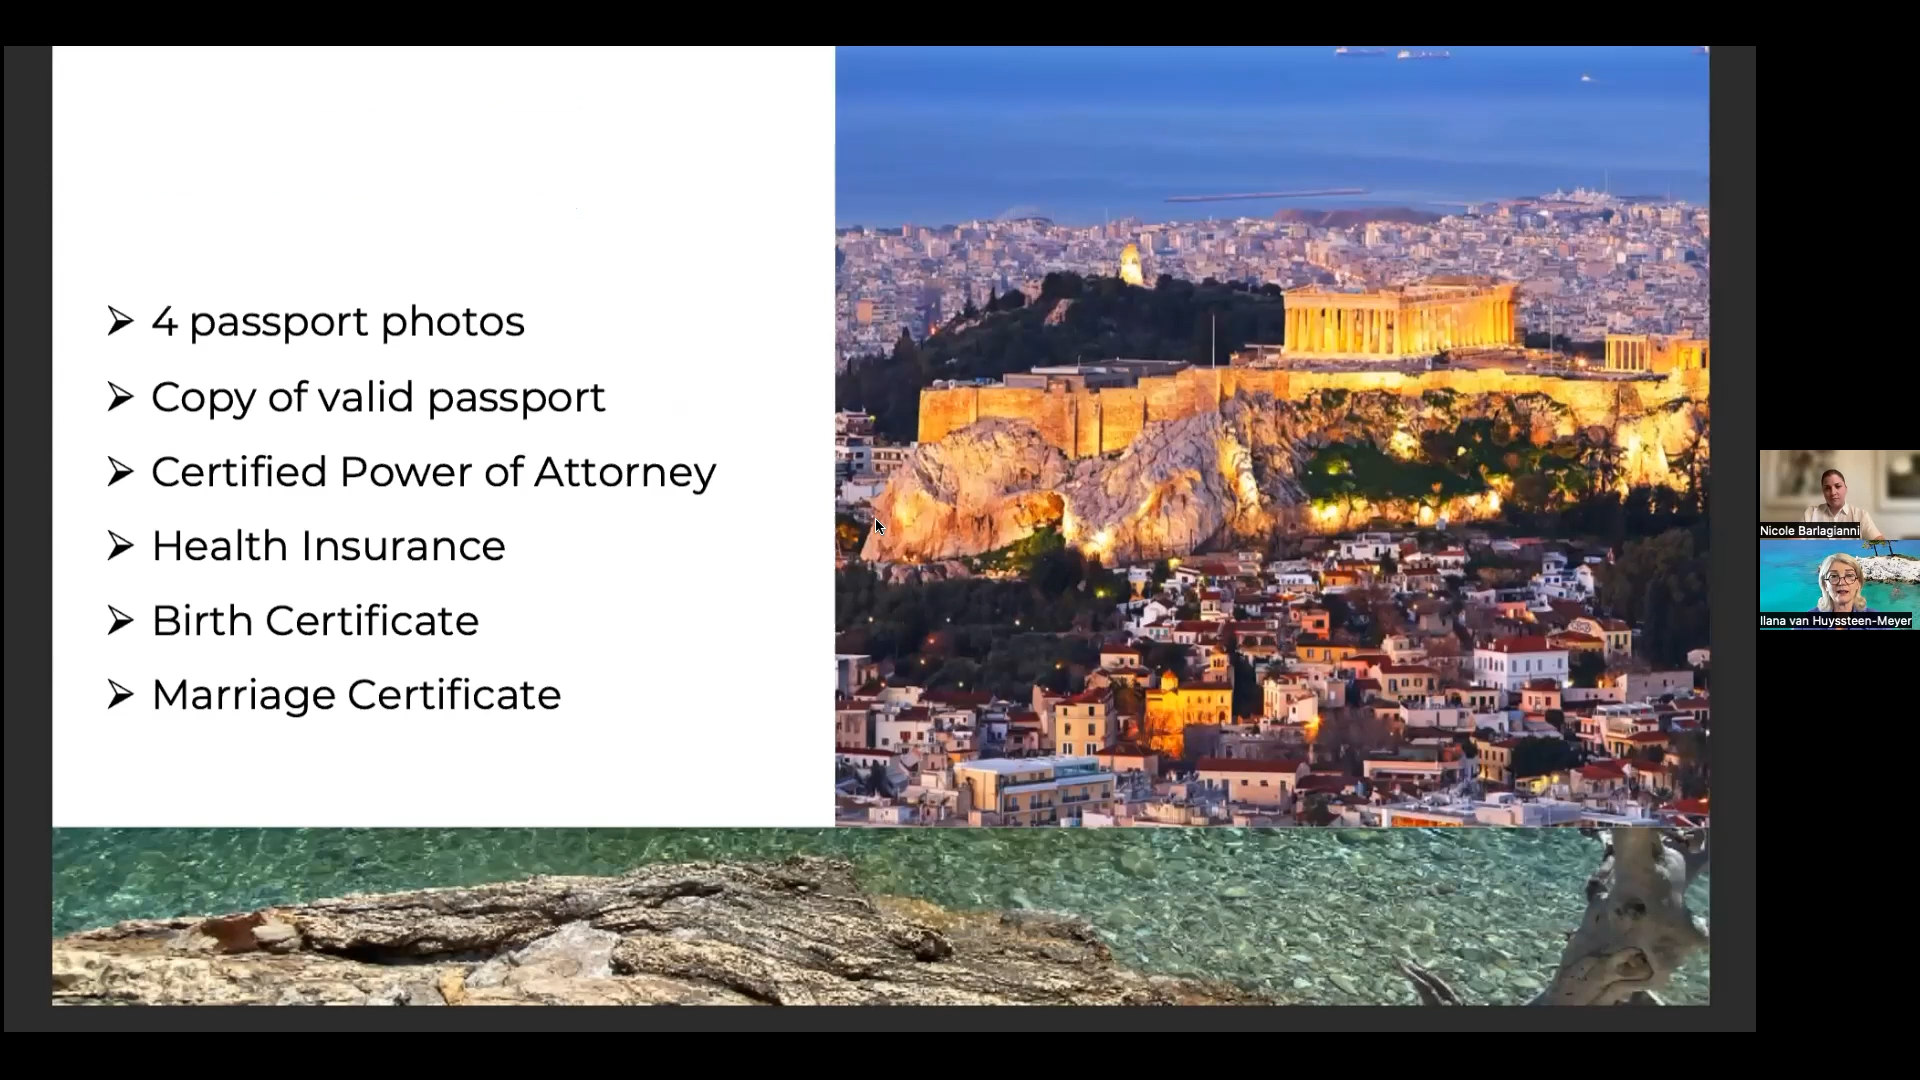 4 passport photos
Copy of valid passport
Certified Power of Attorney
Health Insurance
Birth Certificate
Marriage Certificate
Nicole Barlagianni
Ilana van Huyssteen-Meyer